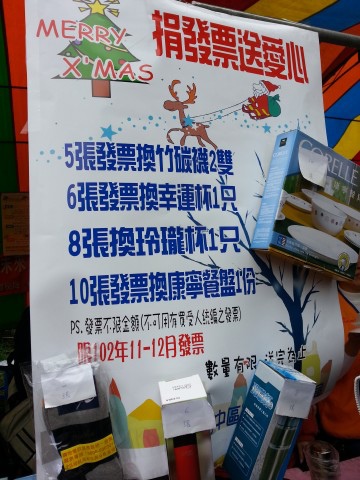 MERRY
X'MAS
捐發票送愛心
5張發票換竹碳襪2雙
6張發票換幸運杯1只
8張換玲瓏杯1只
10張發票換康寧餐盤1份
PS.發票不限金額(不可用有買受人統編之發票)
限102年11-12月發票
數量有限 送完為止
中區
CORELLE